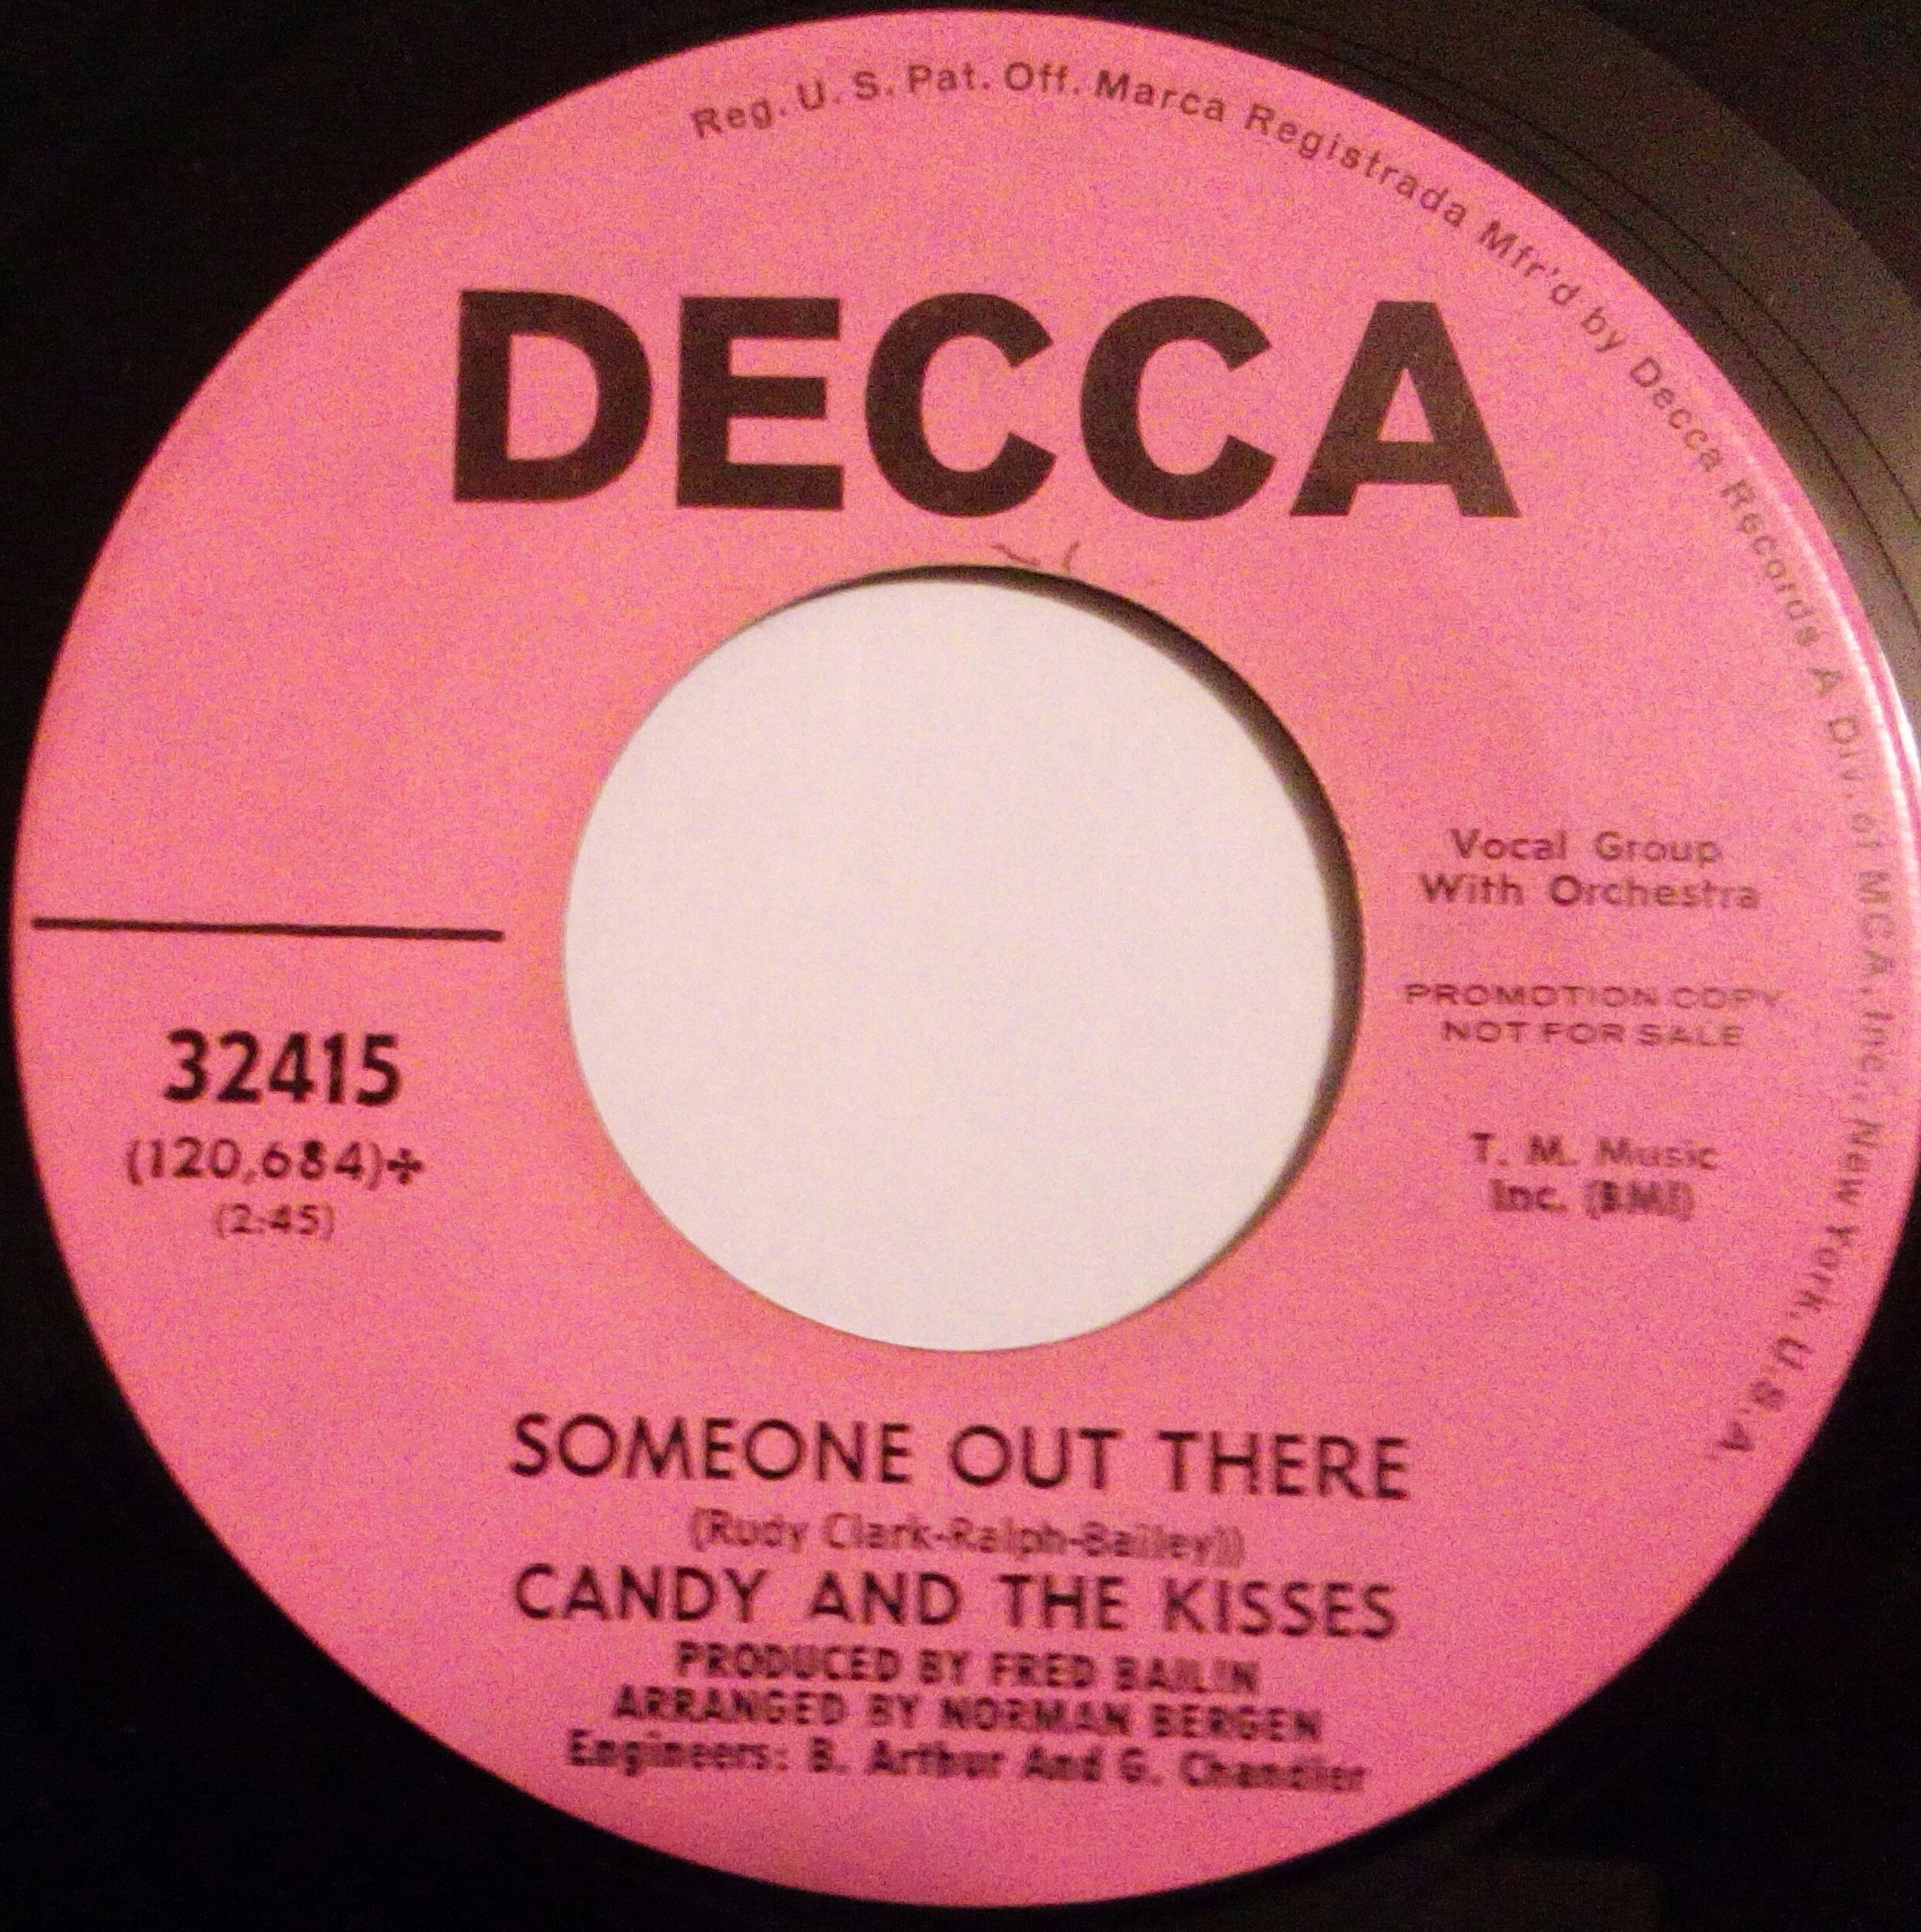 Reg. U. S. Pat. Off. Marca Registrada Mfr'd by Decca Records A Div. of MCA, Inc., New York, U.S.A.
DECCA
Vocal Group
With Orchestra
PROMOTION COPY
NOT FOR SALE
32415
(120,684)✢
(2:45)
T. M. Music
Inc. (BMI)
SOMEONE OUT THERE
(Rudy Clark-Ralph-Bailey))
CANDY AND THE KISSES
PRODUCED BY FRED BAILIN
ARRANGED BY NORMAN BERGEN
Engineers: B. Arthur And G. Chandler